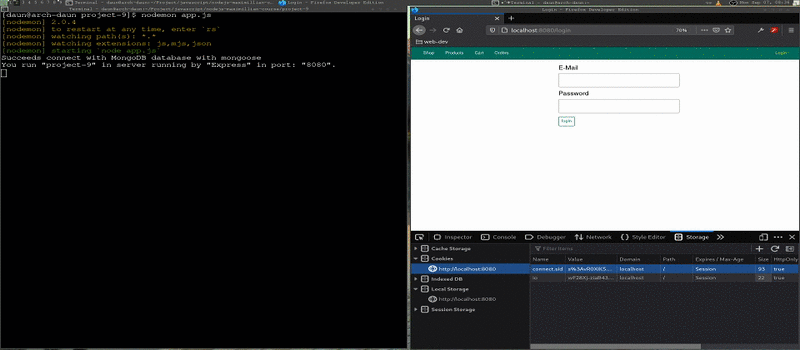 [daun@arch-daun project-9]$ nodemon app.js
[nodemon] 2.0.4
[nodemon] to restart at any time, enter `rs`
[nodemon] watching path(s): *.*
[nodemon] watching extensions: js,mjs,json
[nodemon] starting `node app.js`
Succeeds connect with MongoDB database with mongoose
You run "project-9" in server running by "Express" in port: "8080".
Login - Firefox Developer Edition
Login
localhost:8080/login
70%
web-dev
Shop Products Cart Orders Login
E-Mail
Password
login
Inspector Console Debugger Network Style Editor Storage
Cache Storage
Filter items
Cookies
Name Value Domain Path Expires / Max-Age Size HttpOnly
http://localhost:8080
connect.sid localhost / Session 93 true
Indexed DB
io localhost / Session 22 true
Local Storage
http://localhost:8080
Session Storage